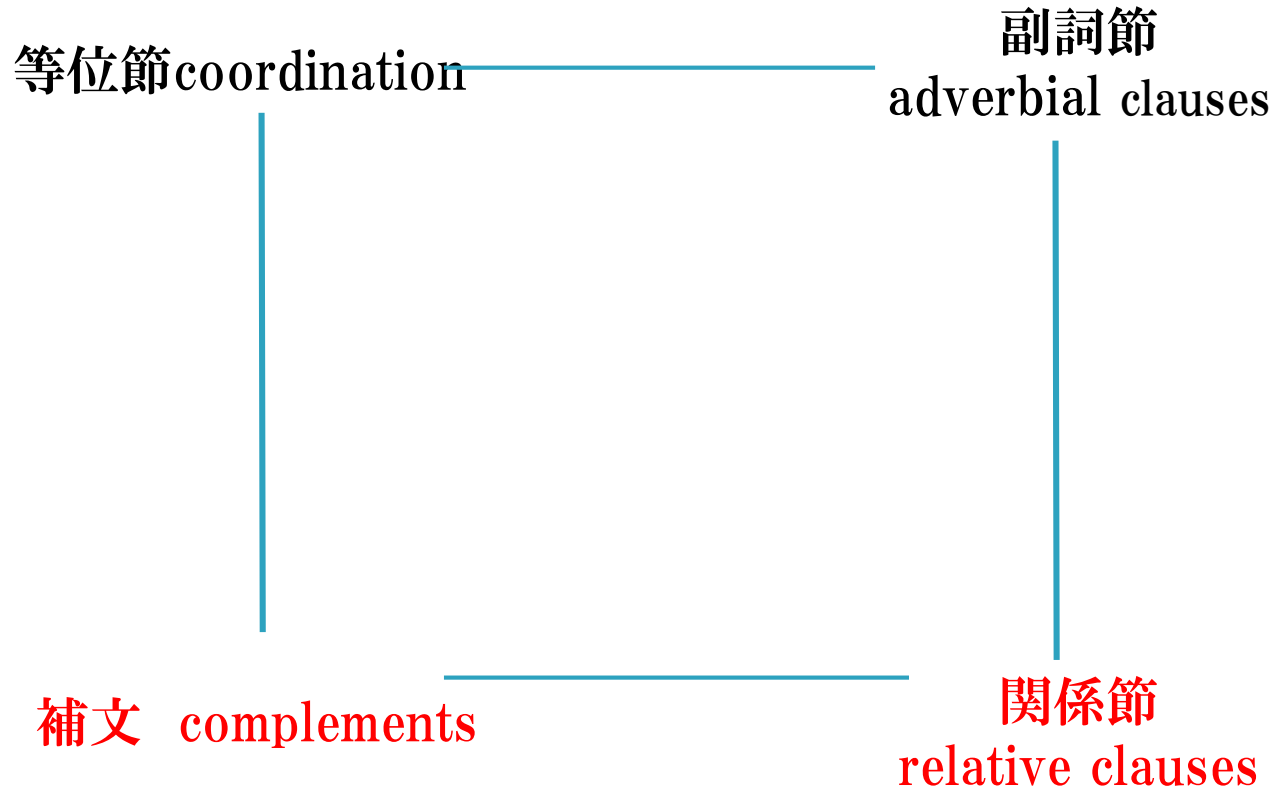 等位節coordination
副詞節
adverbial clauses
補文 complements
関係節
relative clauses